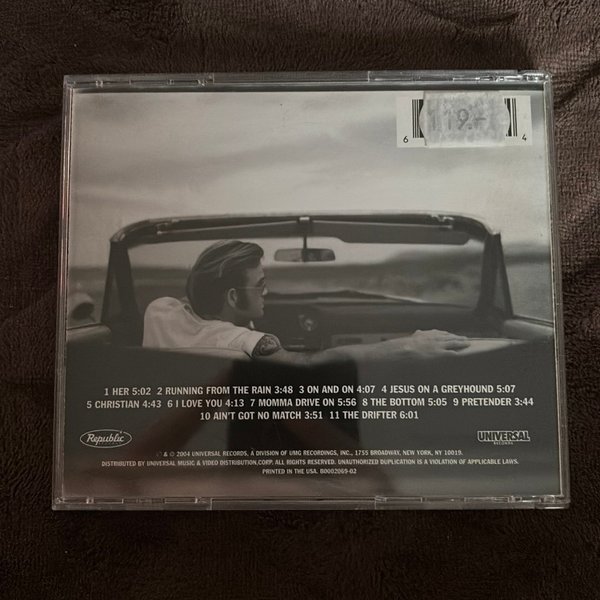 119.-
6 4
1 HER 5:02 2 RUNNING FROM THE RAIN 3:48 3 ON AND ON 4:07 4 JESUS ON A GREYHOUND 5:07
5 CHRISTIAN 4:43 6 I LOVE YOU 4:13 7 MOMMA DRIVE ON 5:56 8 THE BOTTOM 5:05 9 PRETENDER 3:44
10 AIN'T GOT NO MATCH 3:51 11 THE DRIFTER 6:01
Republic
UNIVERSAL
RECORDS
℗ & © 2004 UNIVERSAL RECORDS, A DIVISION OF UMG RECORDINGS, INC., 1755 BROADWAY, NEW YORK, NY 10019.
DISTRIBUTED BY UNIVERSAL MUSIC & VIDEO DISTRIBUTION,CORP. ALL RIGHTS RESERVED. UNAUTHORIZED DUPLICATION IS A VIOLATION OF APPLICABLE LAWS.
PRINTED IN THE USA. B0002069-02